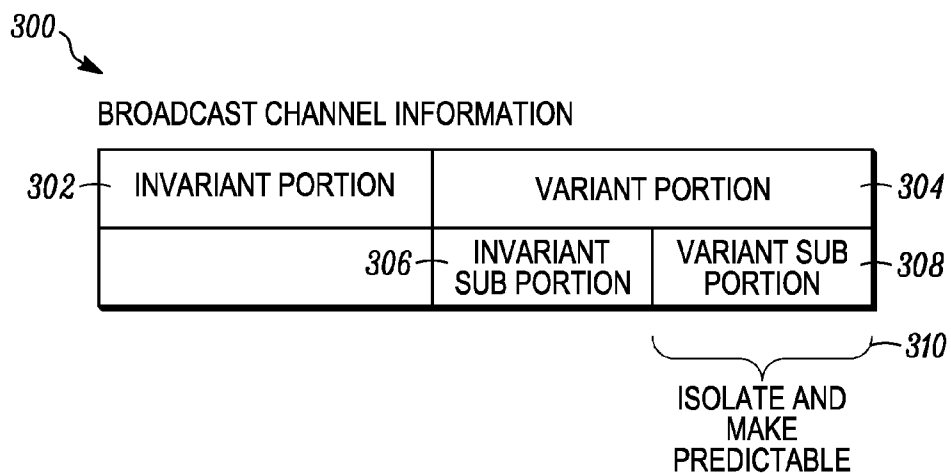 300
BROADCAST CHANNEL INFORMATION
302 INVARIANT PORTION VARIANT PORTION 304
306 INVARIANT SUB PORTION VARIANT SUB PORTION 308
310
ISOLATE AND
MAKE
PREDICTABLE